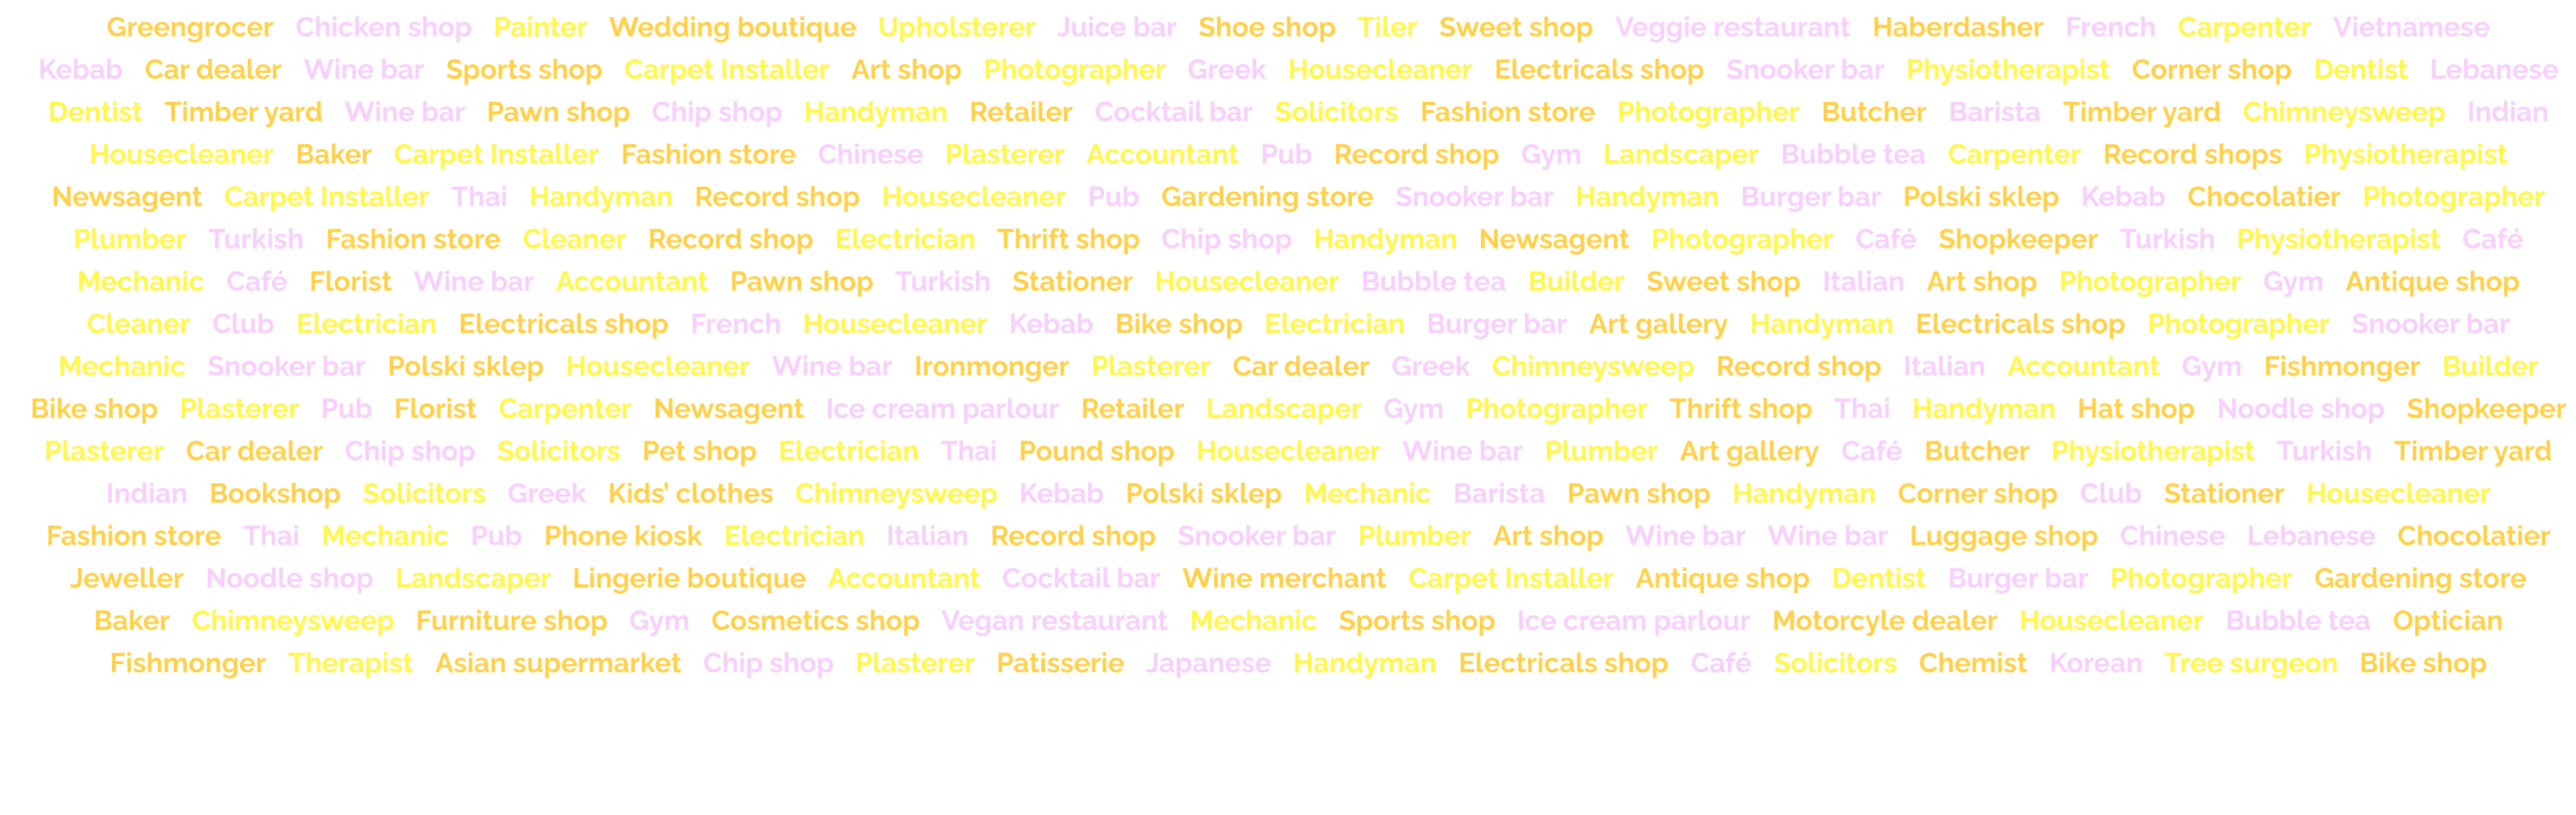 Greengrocer Chicken shop Painter Wedding boutique Upholsterer Juice bar Shoe shop Tiler Sweet shop Veggie restaurant Haberdasher French Carpenter Vietnamese
Kebab Car dealer Wine bar Sports shop Carpet Installer Art shop Photographer Greek Housecleaner Electricals shop Snooker bar Physiotherapist Corner shop Dentist Lebanese
Dentist Timber yard Wine bar Pawn shop Chip shop Handyman Retailer Cocktail bar Solicitors Fashion store Photographer Butcher Barista Timber yard Chimneysweep Indian
Housecleaner Baker Carpet Installer Fashion store Chinese Plasterer Accountant Pub Record shop Gym Landscaper Bubble tea Carpenter Record shops Physiotherapist
Newsagent Carpet Installer Thai Handyman Record shop Housecleaner Pub Gardening store Snooker bar Handyman Burger bar Polski sklep Kebab Chocolatier Photographer
Plumber Turkish Fashion store Cleaner Record shop Electrician Thrift shop Chip shop Handyman Newsagent Photographer Café Shopkeeper Turkish Physiotherapist Café
Mechanic Café Florist Wine bar Accountant Pawn shop Turkish Stationer Housecleaner Bubble tea Builder Sweet shop Italian Art shop Photographer Gym Antique shop
Cleaner Club Electrician Electricals shop French Housecleaner Kebab Bike shop Electrician Burger bar Art gallery Handyman Electricals shop Photographer Snooker bar
Mechanic Snooker bar Polski sklep Housecleaner Wine bar Ironmonger Plasterer Car dealer Greek Chimneysweep Record shop Italian Accountant Gym Fishmonger Builder
Bike shop Plasterer Pub Florist Carpenter Newsagent Ice cream parlour Retailer Landscaper Gym Photographer Thrift shop Thai Handyman Hat shop Noodle shop Shopkeeper
Plasterer Car dealer Chip shop Solicitors Pet shop Electrician Thai Pound shop Housecleaner Wine bar Plumber Art gallery Café Butcher Physiotherapist Turkish Timber yard
Indian Bookshop Solicitors Greek Kids’ clothes Chimneysweep Kebab Polski sklep Mechanic Barista Pawn shop Handyman Corner shop Club Stationer Housecleaner
Fashion store Thai Mechanic Pub Phone kiosk Electrician Italian Record shop Snooker bar Plumber Art shop Wine bar Wine bar Luggage shop Chinese Lebanese Chocolatier
Jeweller Noodle shop Landscaper Lingerie boutique Accountant Cocktail bar Wine merchant Carpet Installer Antique shop Dentist Burger bar Photographer Gardening store
Baker Chimneysweep Furniture shop Gym Cosmetics shop Vegan restaurant Mechanic Sports shop Ice cream parlour Motorcyle dealer Housecleaner Bubble tea Optician
Fishmonger Therapist Asian supermarket Chip shop Plasterer Patisserie Japanese Handyman Electricals shop Café Solicitors Chemist Korean Tree surgeon Bike shop